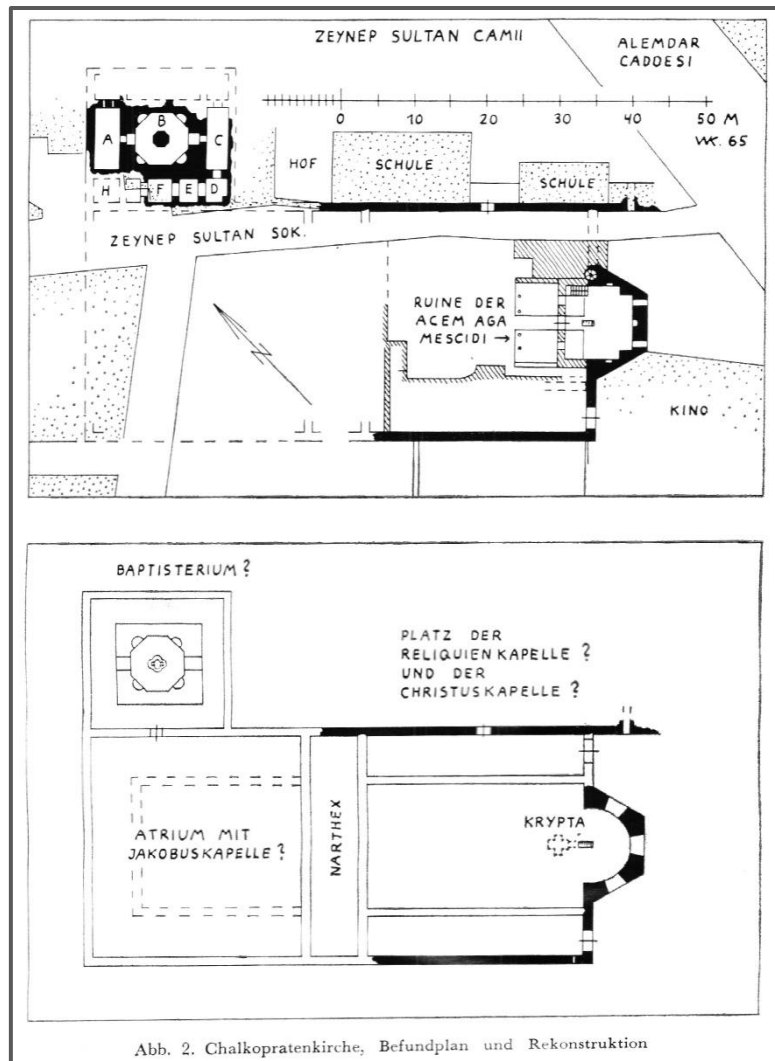 ZEYNEP SULTAN CAMII
ALEMDAR
CADDESI
0 10 20 30 40 50 M
VK. 65
A
B
C
H
F
E
D
HOF
SCHULE
SCHULE
ZEYNEP SULTAN SOK.
RUINE DER
ACEM AGA
MESCIDI →
KINO
BAPTISTERIUM?
PLATZ DER
RELIQUIENKAPELLE?
UND DER
CHRISTUSKAPELLE?
ATRIUM MIT
JAKOBUSKAPELLE?
NARTHEX
KRYPTA
Abb. 2. Chalkopratenkirche, Befundplan und Rekonstruktion